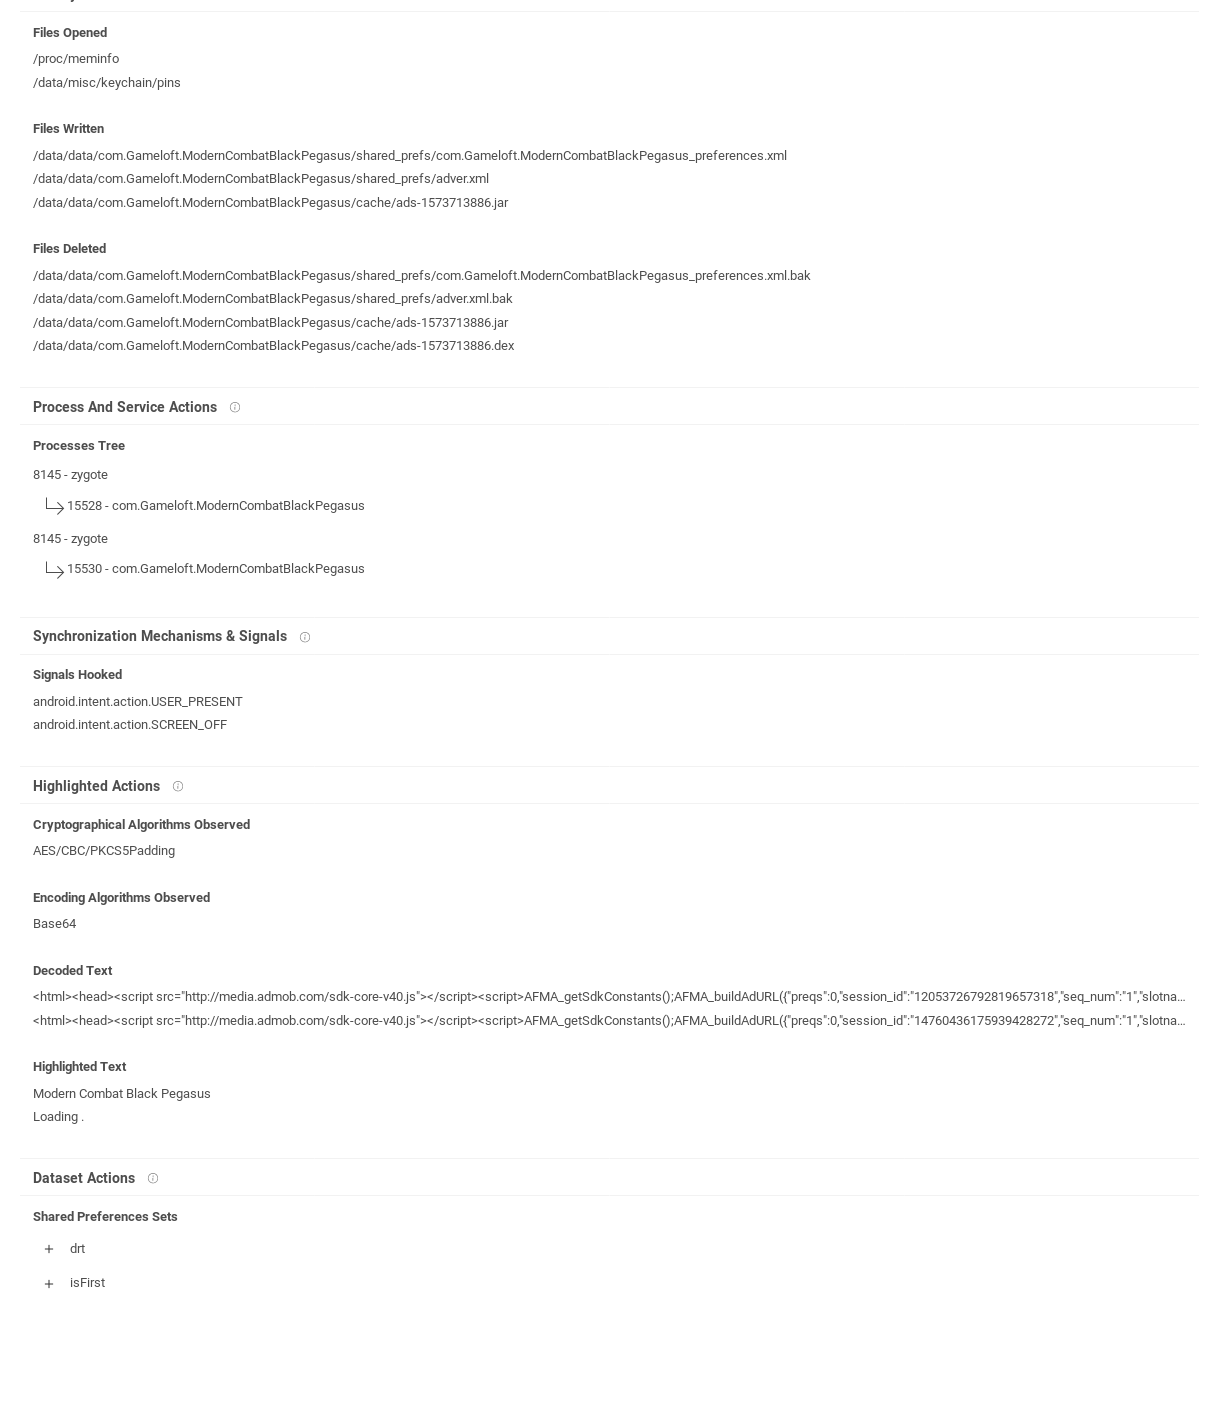 Files Opened
/proc/meminfo
/data/misc/keychain/pins
Files Written
/data/data/com.Gameloft.ModernCombatBlackPegasus/shared_prefs/com.Gameloft.ModernCombatBlackPegasus_preferences.xml
/data/data/com.Gameloft.ModernCombatBlackPegasus/shared_prefs/adver.xml
/data/data/com.Gameloft.ModernCombatBlackPegasus/cache/ads-1573713886.jar
Files Deleted
/data/data/com.Gameloft.ModernCombatBlackPegasus/shared_prefs/com.Gameloft.ModernCombatBlackPegasus_preferences.xml.bak
/data/data/com.Gameloft.ModernCombatBlackPegasus/shared_prefs/adver.xml.bak
/data/data/com.Gameloft.ModernCombatBlackPegasus/cache/ads-1573713886.jar
/data/data/com.Gameloft.ModernCombatBlackPegasus/cache/ads-1573713886.dex
Process And Service Actions
Processes Tree
8145 - zygote
15528 - com.Gameloft.ModernCombatBlackPegasus
8145 - zygote
15530 - com.Gameloft.ModernCombatBlackPegasus
Synchronization Mechanisms & Signals
Signals Hooked
android.intent.action.USER_PRESENT
android.intent.action.SCREEN_OFF
Highlighted Actions
Cryptographical Algorithms Observed
AES/CBC/PKCS5Padding
Encoding Algorithms Observed
Base64
Decoded Text
<html><head><script src="http://media.admob.com/sdk-core-v40.js"></script><script>AFMA_getSdkConstants();AFMA_buildAdURL({"preqs":0,"session_id":"12053726792819657318","seq_num":"1","slotna...
<html><head><script src="http://media.admob.com/sdk-core-v40.js"></script><script>AFMA_getSdkConstants();AFMA_buildAdURL({"preqs":0,"session_id":"14760436175939428272","seq_num":"1","slotna...
Highlighted Text
Modern Combat Black Pegasus
Loading .
Dataset Actions
Shared Preferences Sets
+ drt
+ isFirst